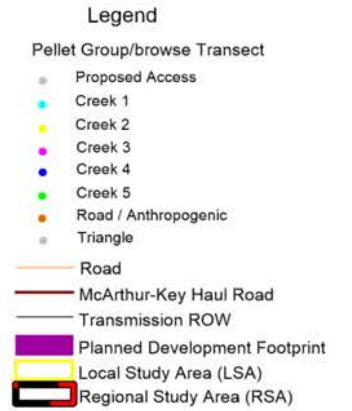 Legend
Pellet Group/browse Transect
Proposed Access
Creek 1
Creek 2
Creek 3
Creek 4
Creek 5
Road / Anthropogenic
Triangle
Road
McArthur-Key Haul Road
Transmission ROW
Planned Development Footprint
Local Study Area (LSA)
Regional Study Area (RSA)